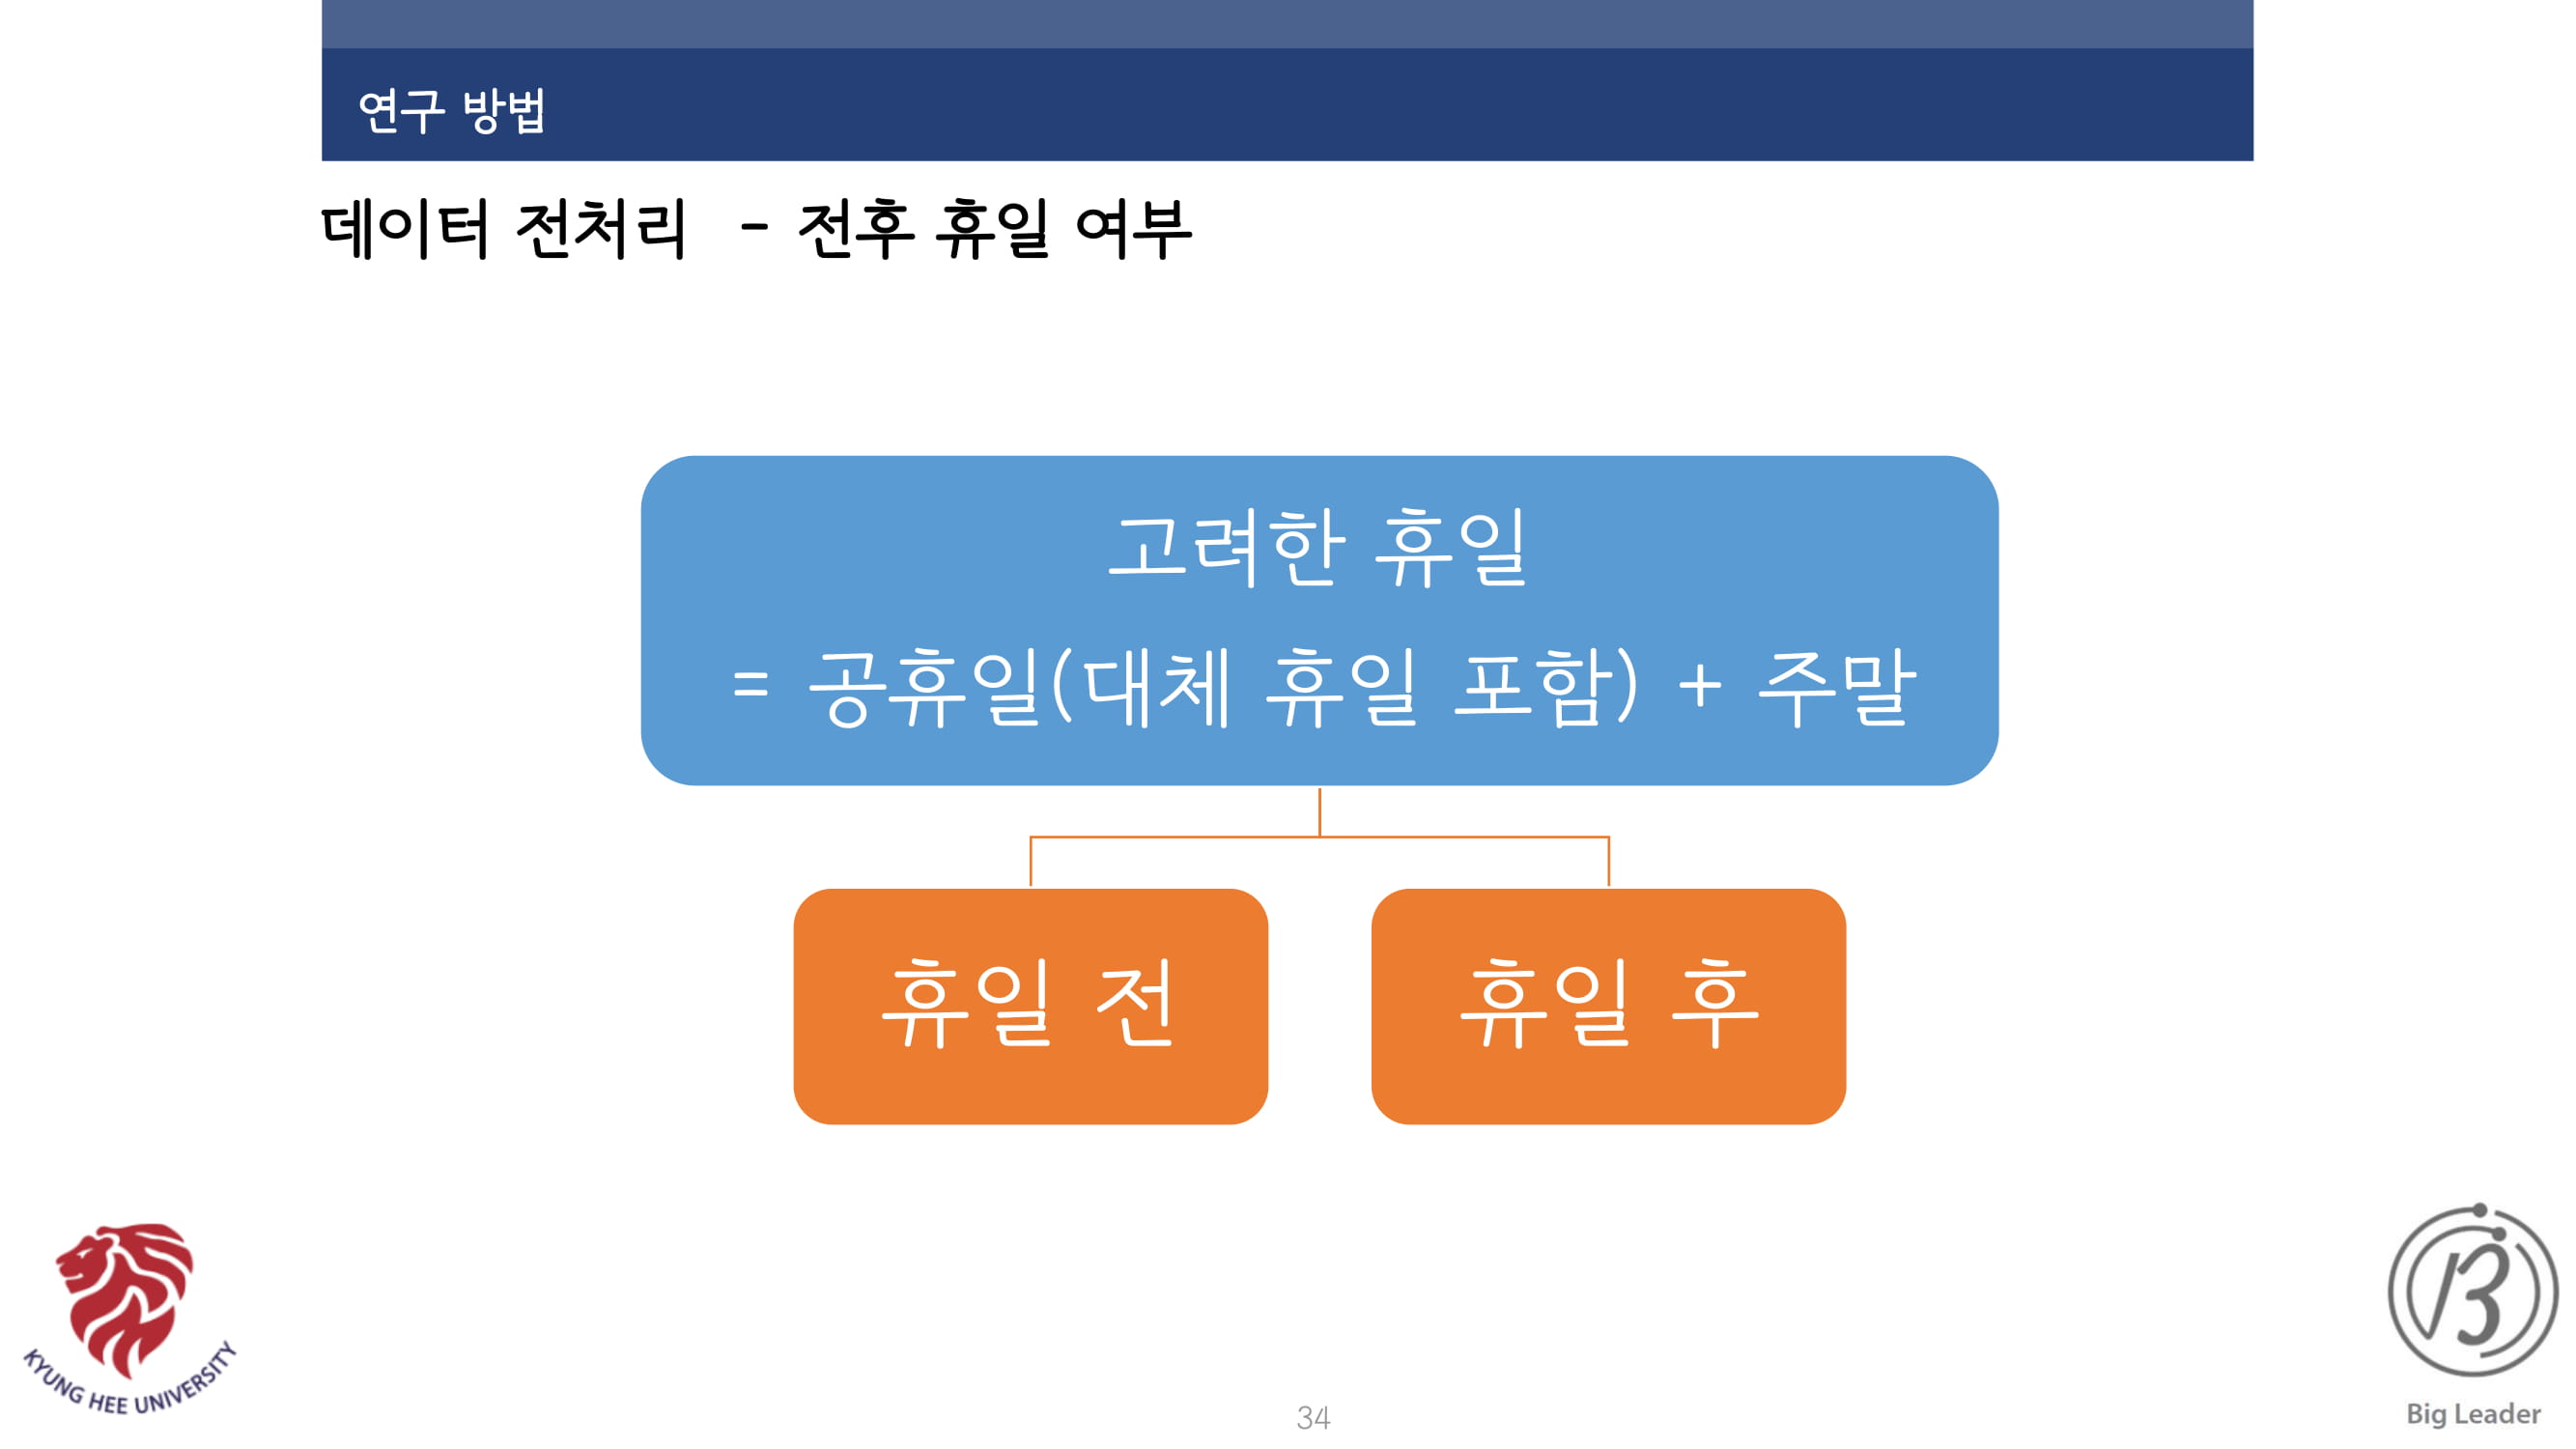 연구 방법
데이터 전처리 - 전후 휴일 여부
고려한 휴일
= 공휴일(대체 휴일 포함) + 주말
휴일 전
휴일 후
KYUNG HEE UNIVERSITY
34
Big Leader